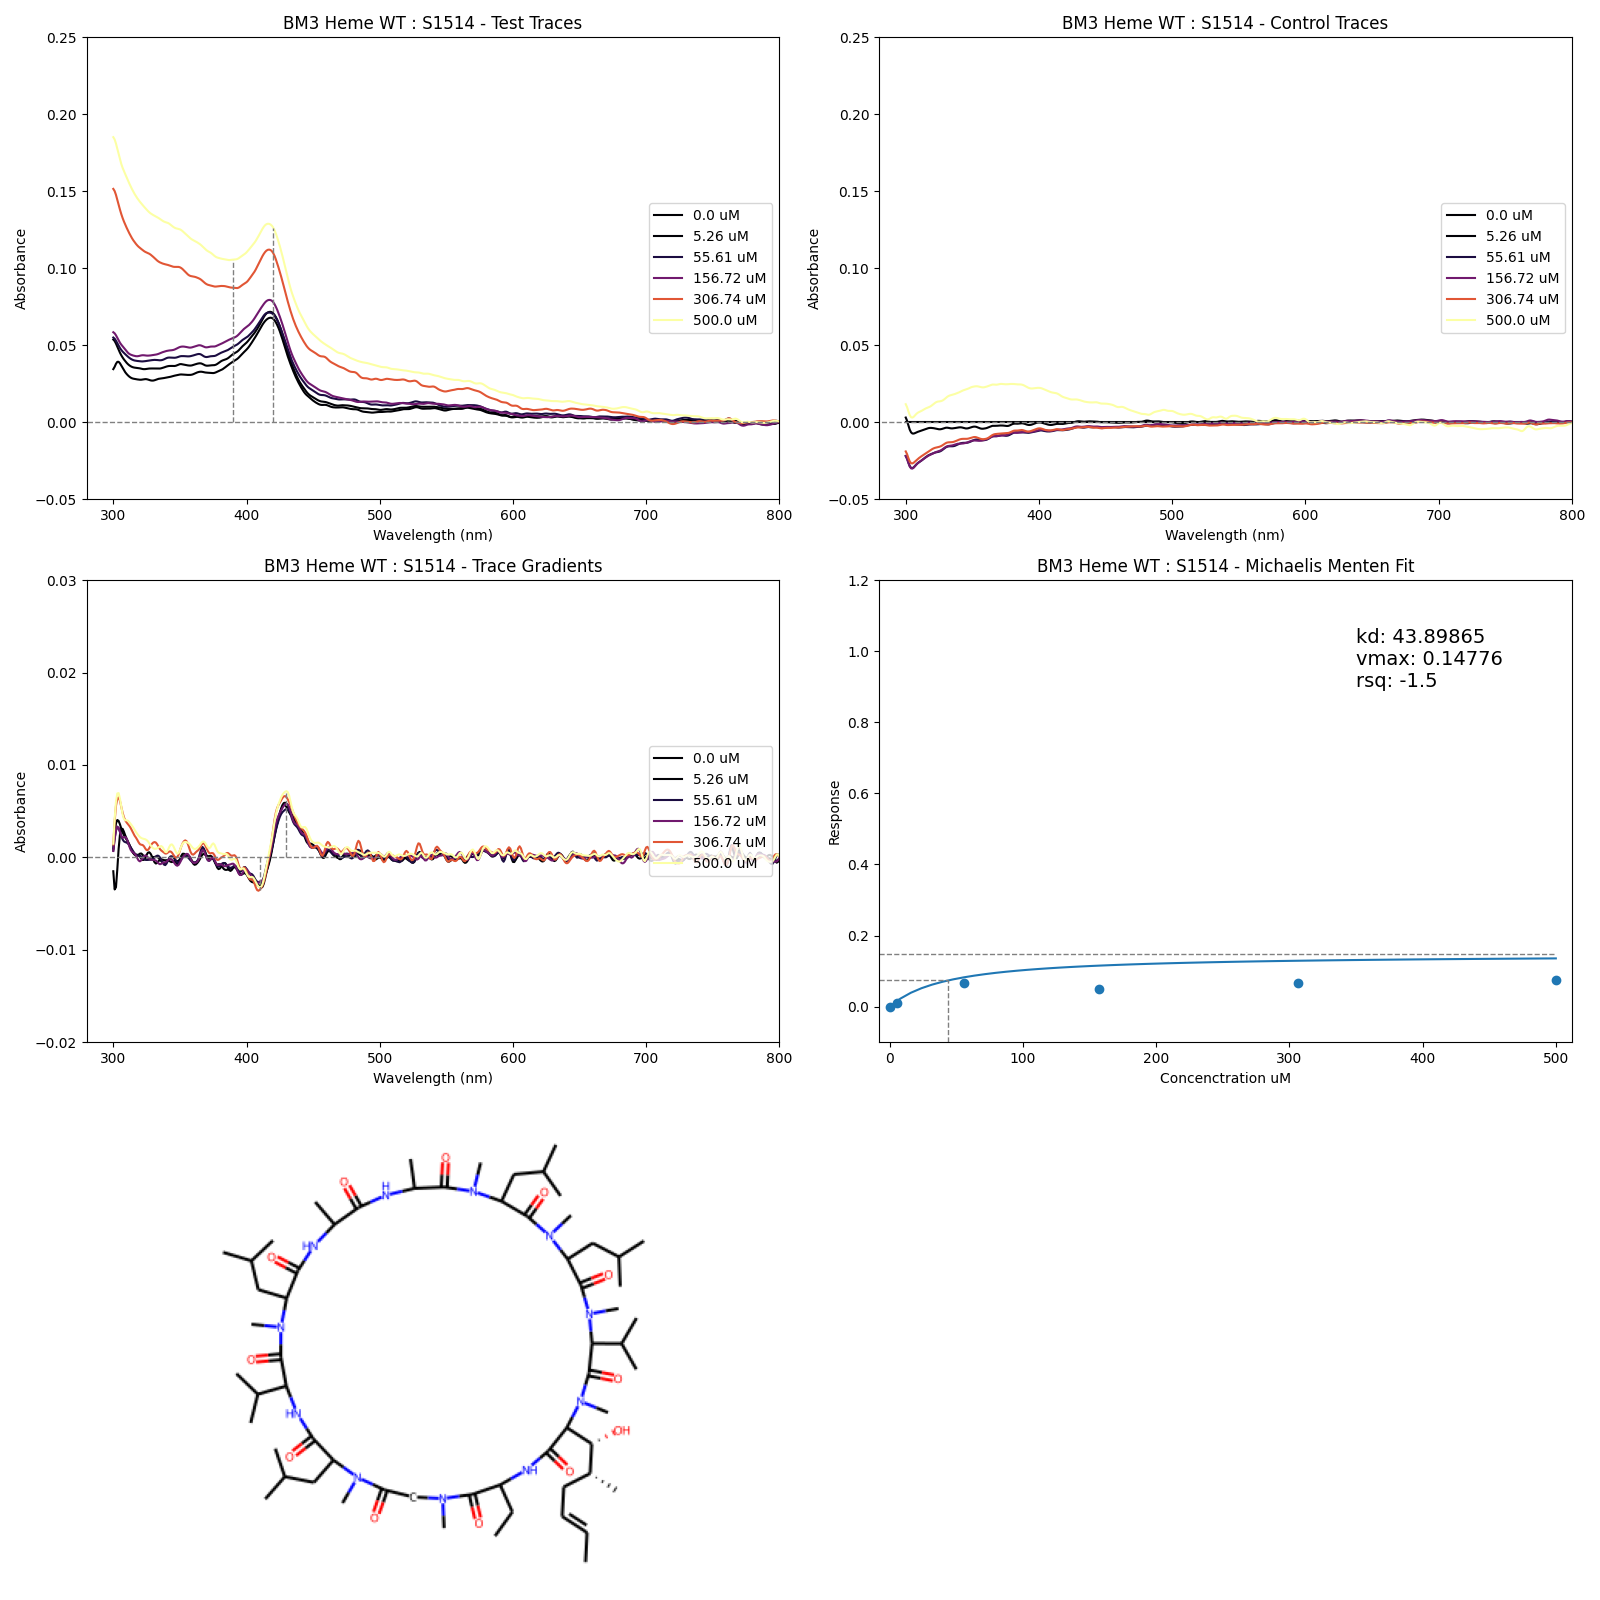 BM3 Heme WT : S1514 - Test Traces
0.25
0.20
0.15
0.10
0.05
0.00
−0.05
Absorbance
300 400 500 600 700 800
Wavelength (nm)
0.0 uM
5.26 uM
55.61 uM
156.72 uM
306.74 uM
500.0 uM
BM3 Heme WT : S1514 - Control Traces
0.25
0.20
0.15
0.10
0.05
0.00
−0.05
Absorbance
300 400 500 600 700 800
Wavelength (nm)
0.0 uM
5.26 uM
55.61 uM
156.72 uM
306.74 uM
500.0 uM
BM3 Heme WT : S1514 - Trace Gradients
0.03
0.02
0.01
0.00
−0.01
−0.02
Absorbance
300 400 500 600 700 800
Wavelength (nm)
0.0 uM
5.26 uM
55.61 uM
156.72 uM
306.74 uM
500.0 uM
BM3 Heme WT : S1514 - Michaelis Menten Fit
1.2
1.0
0.8
0.6
0.4
0.2
0.0
Response
0 100 200 300 400 500
Concenctration uM
kd: 43.89865
vmax: 0.14776
rsq: -1.5
O
O
H
N
N
O
HN
N
O
O
N
O
N
O
N
O
HN
OH
O
N
NH
O
C
N
O
O